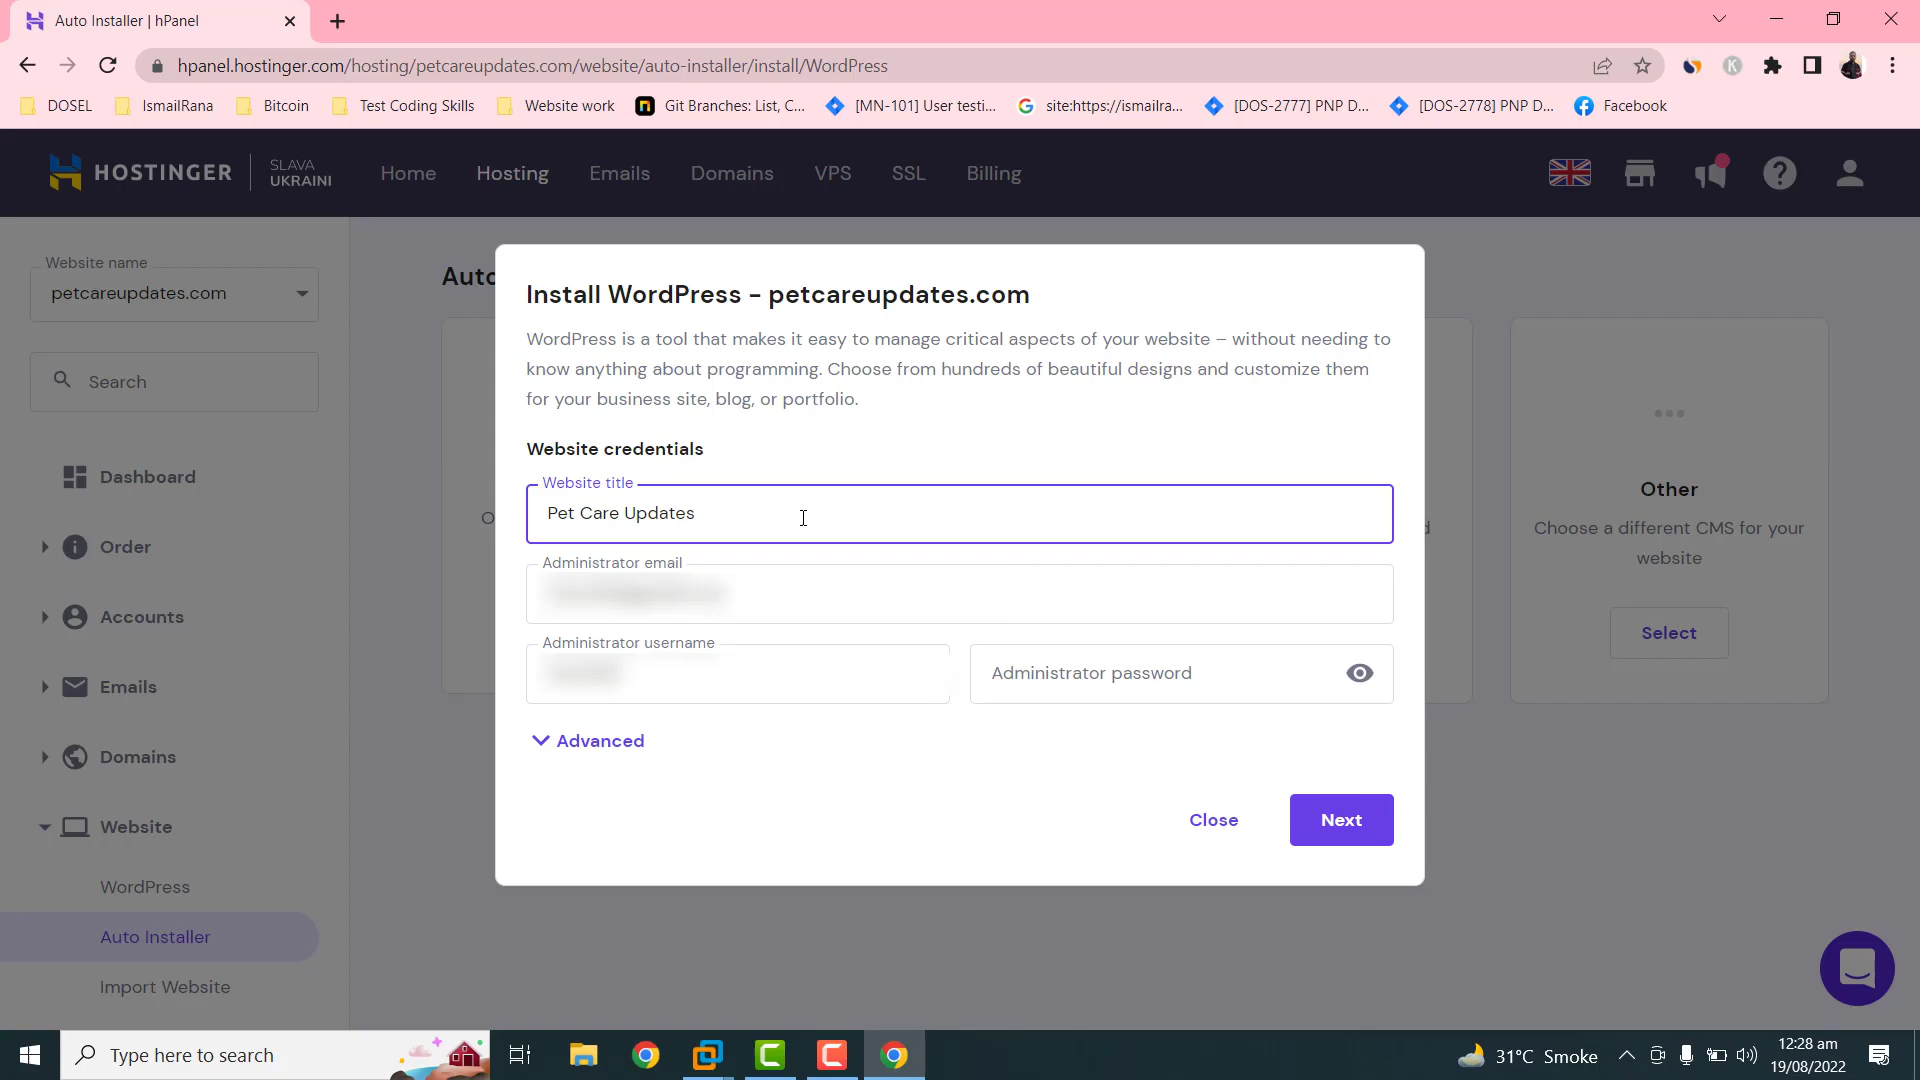 Auto Installer | hPanel
hpanel.hostinger.com/hosting/petcareupdates.com/website/auto-installer/install/WordPress
DOSEL IsmailRana Bitcoin Test Coding Skills Website work Git Branches: List, C... [MN-101] User testi... site:https://ismailra... [DOS-2777] PNP D... [DOS-2778] PNP D... Facebook
HOSTINGER SLAVA UKRAINI Home Hosting Emails Domains VPS SSL Billing
Website name
petcareupdates.com
Search
Dashboard
Order
Accounts
Emails
Domains
Website
WordPress
Auto Installer
Import Website
Install WordPress - petcareupdates.com
WordPress is a tool that makes it easy to manage critical aspects of your website – without needing to
know anything about programming. Choose from hundreds of beautiful designs and customize them
for your business site, blog, or portfolio.
Website credentials
Website title
Pet Care Updates
Administrator email
Administrator username
Administrator password
Advanced
Close Next
Other
Choose a different CMS for your
website
Select
Type here to search
31°C Smoke
12:28 am
19/08/2022